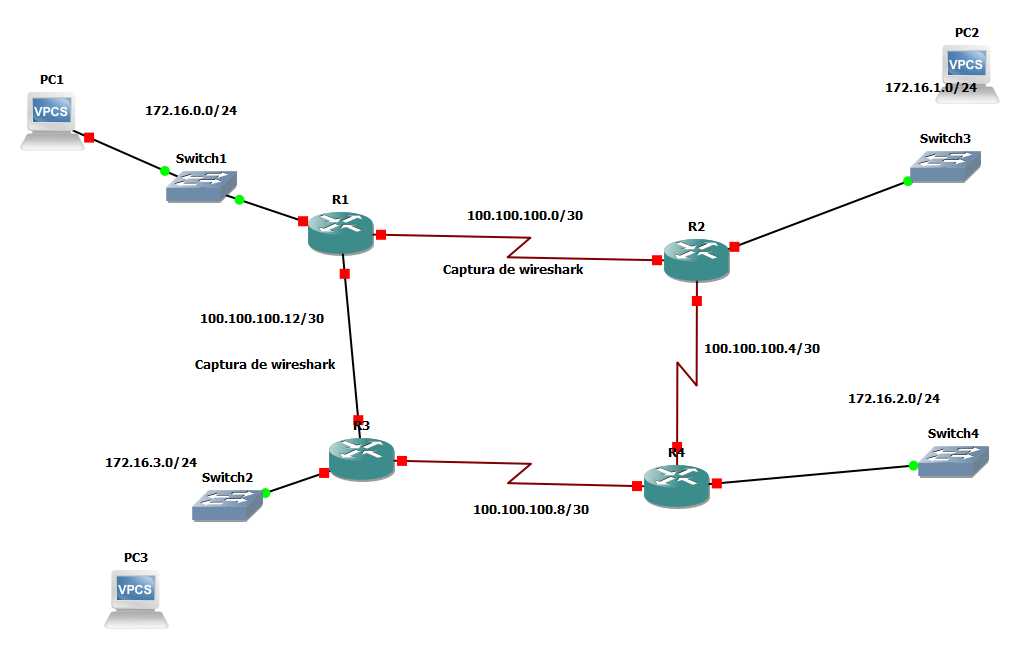 PC2
VPCS
172.16.1.0/24
PC1
VPCS
172.16.0.0/24
Switch3
Switch1
R1
100.100.100.0/30
R2
Captura de wireshark
100.100.100.12/30
100.100.100.4/30
Captura de wireshark
172.16.2.0/24
R3
Switch4
R4
172.16.3.0/24
Switch2
100.100.100.8/30
PC3
VPCS